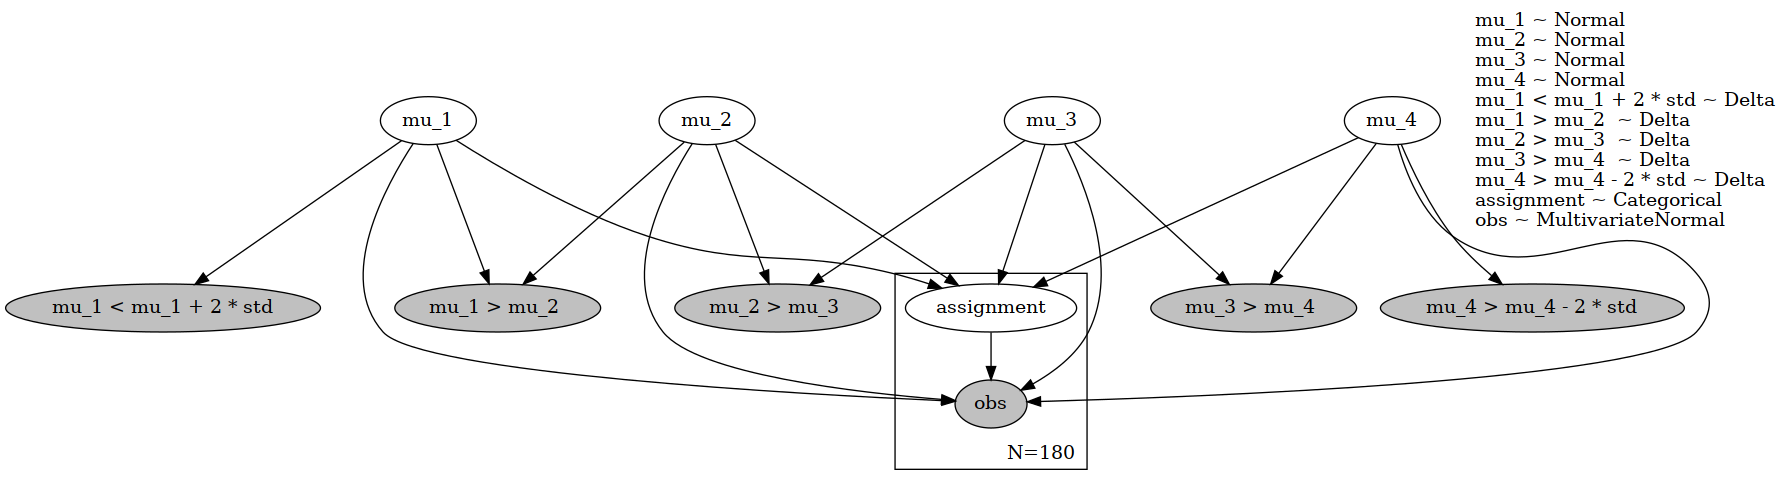 mu_1 ~ Normal
mu_2 ~ Normal
mu_3 ~ Normal
mu_4 ~ Normal
mu_1 < mu_1 + 2 * std ~ Delta
mu_1 > mu_2  ~ Delta
mu_2 > mu_3  ~ Delta
mu_3 > mu_4  ~ Delta
mu_4 > mu_4 - 2 * std ~ Delta
assignment ~ Categorical
obs ~ MultivariateNormal
mu_1
mu_2
mu_3
mu_4
mu_1 < mu_1 + 2 * std
mu_1 > mu_2
mu_2 > mu_3
assignment
mu_3 > mu_4
mu_4 > mu_4 - 2 * std
obs
N=180